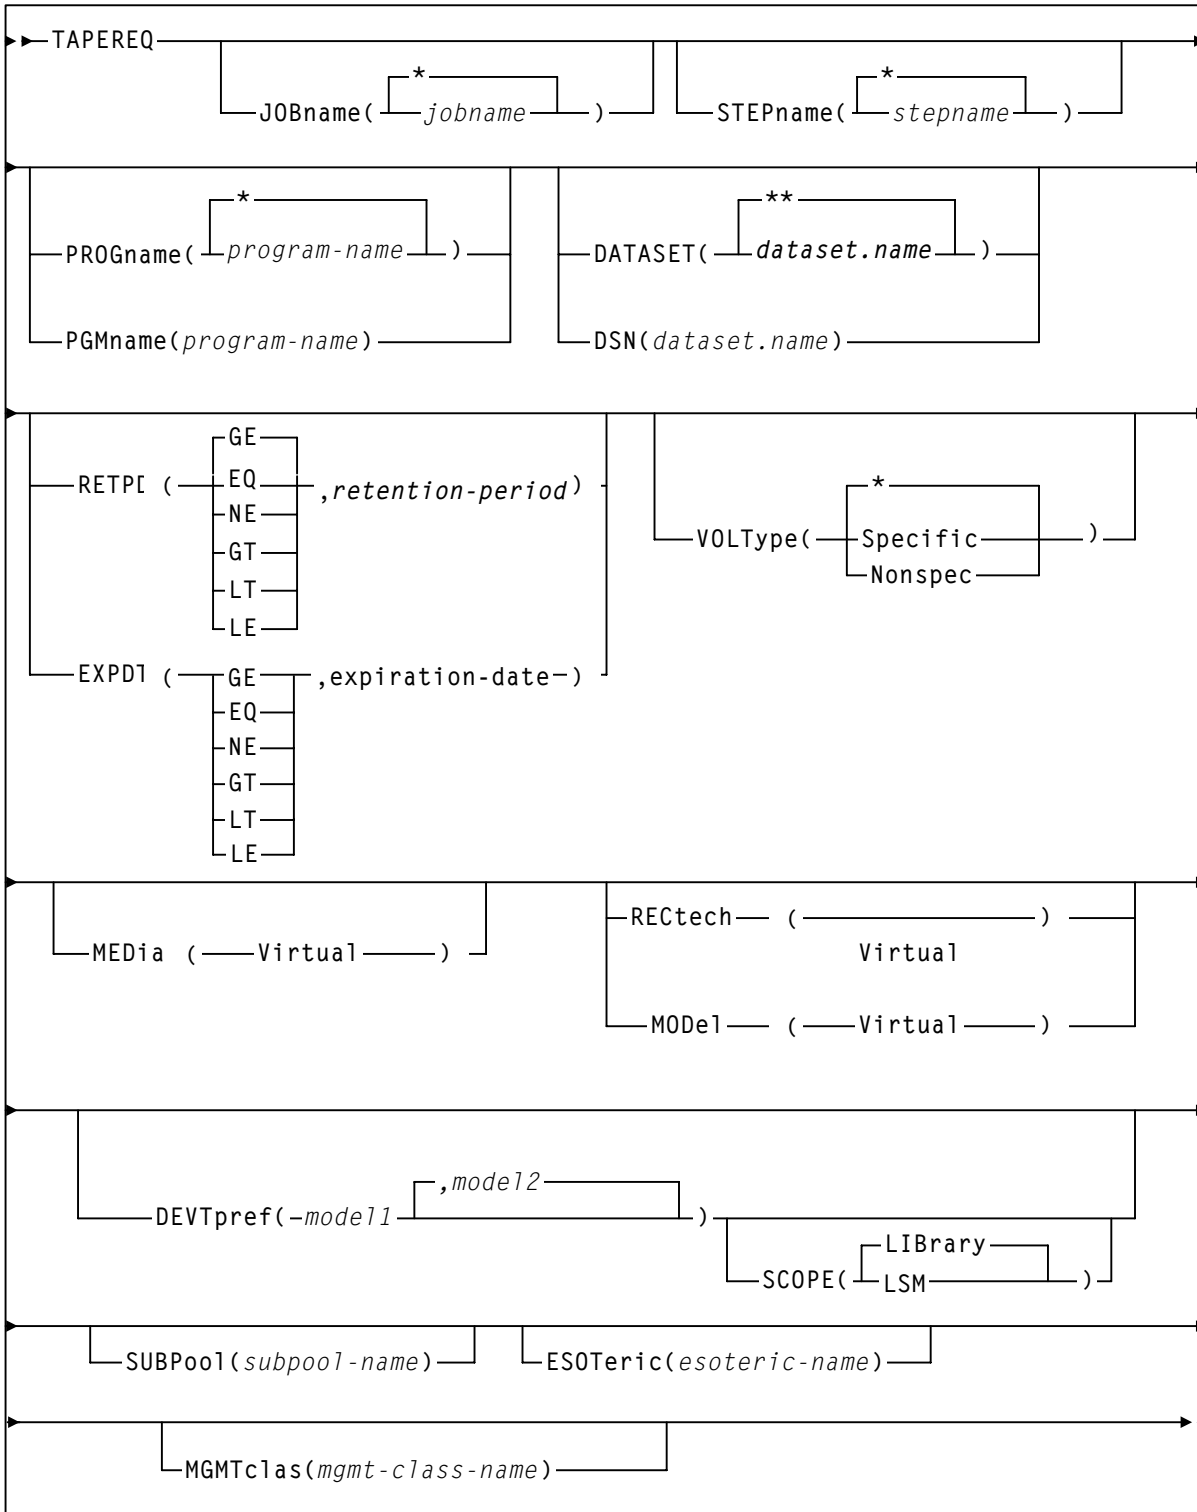 TAPEREQ
*
*
JOBname( jobname )
STEPname( stepname )
*
**
PROGname( program-name )
DATASET( dataset.name )
PGMname(program-name)
DSN(dataset.name)
GE
RETPD ( EQ ,retention-period)
NE
GT
LT
LE
*
VOLType( Specific )
Nonspec
EXPDT ( GE ,expiration-date )
EQ
NE
GT
LT
LE
MEDia ( Virtual )
RECtech ( )
Virtual
MODel ( Virtual )
,model2
DEVTpref( model1 )
LIBrary
SCOPE( LSM )
SUBPool(subpool-name)
ESOTeric(esoteric-name)
MGMTclas(mgmt-class-name)